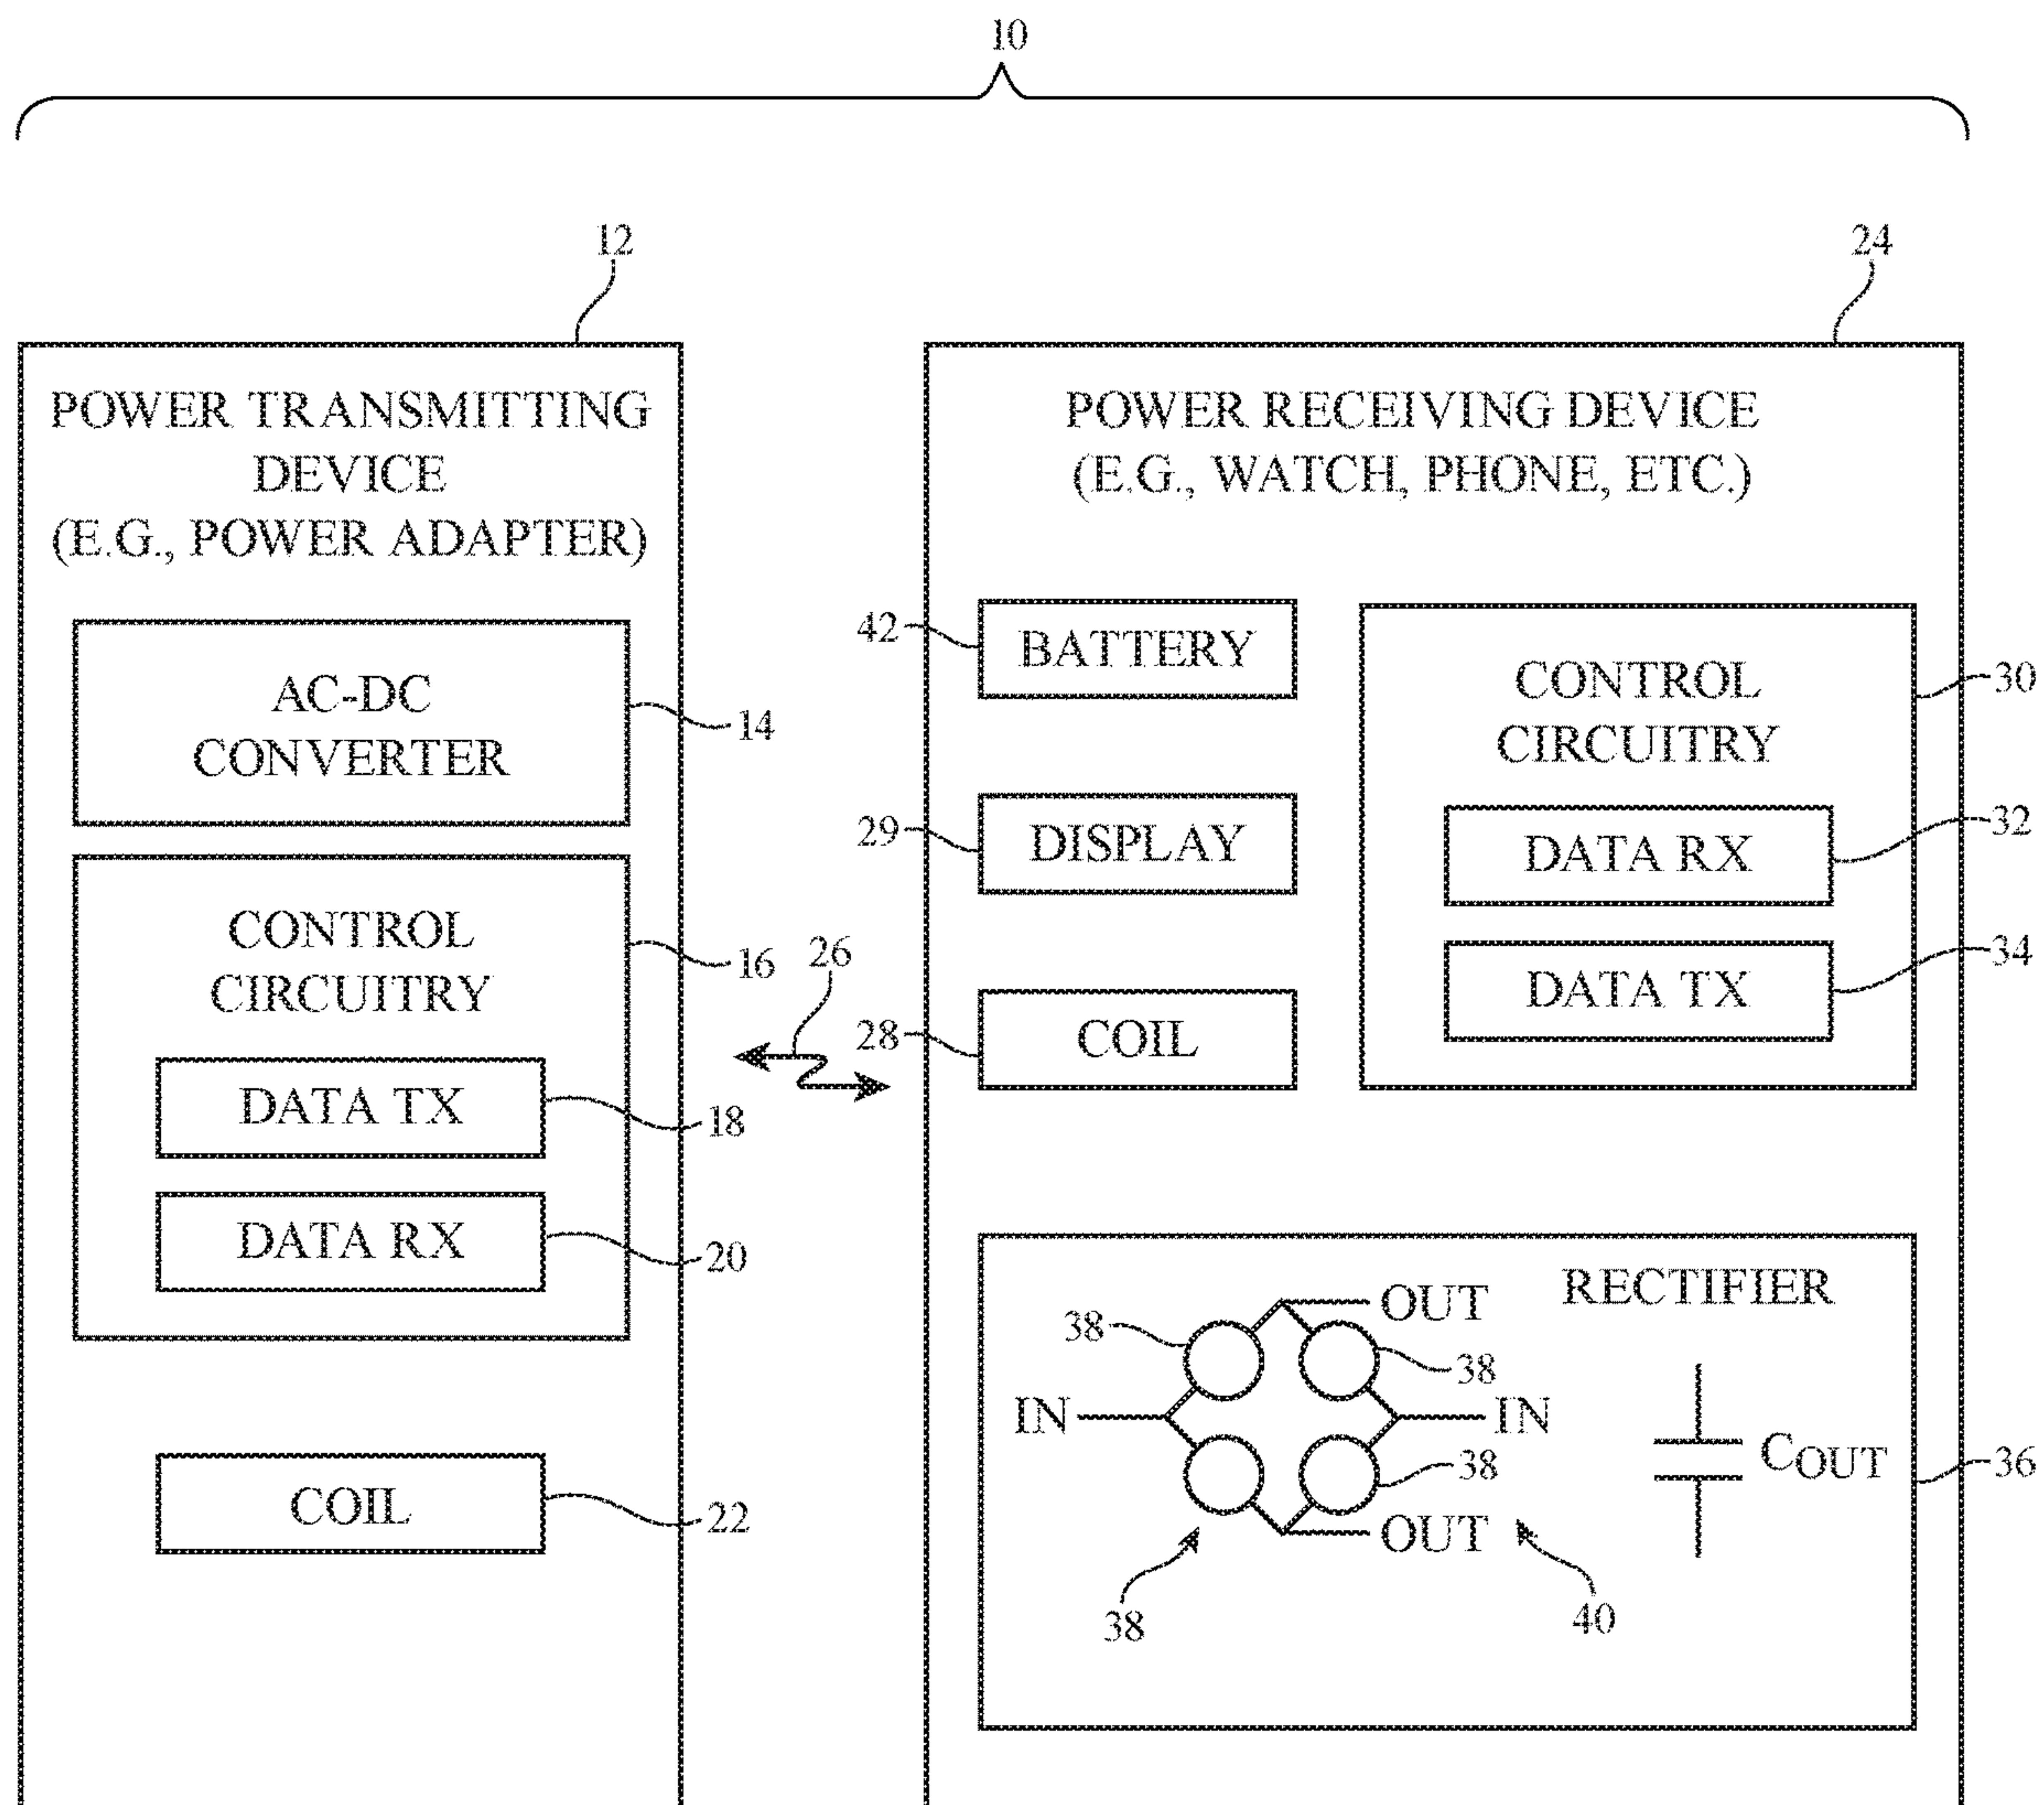 10
12
24
POWER TRANSMITTING
DEVICE
(E.G., POWER ADAPTER)
AC-DC
CONVERTER
14
CONTROL
CIRCUITRY
16
DATA TX
18
DATA RX
20
COIL
22
26
POWER RECEIVING DEVICE
(E.G., WATCH, PHONE, ETC.)
42
BATTERY
29
DISPLAY
28
COIL
CONTROL
CIRCUITRY
30
DATA RX
32
DATA TX
34
RECTIFIER
OUT
38
38
IN
IN
38
OUT
38
40
COUT
36